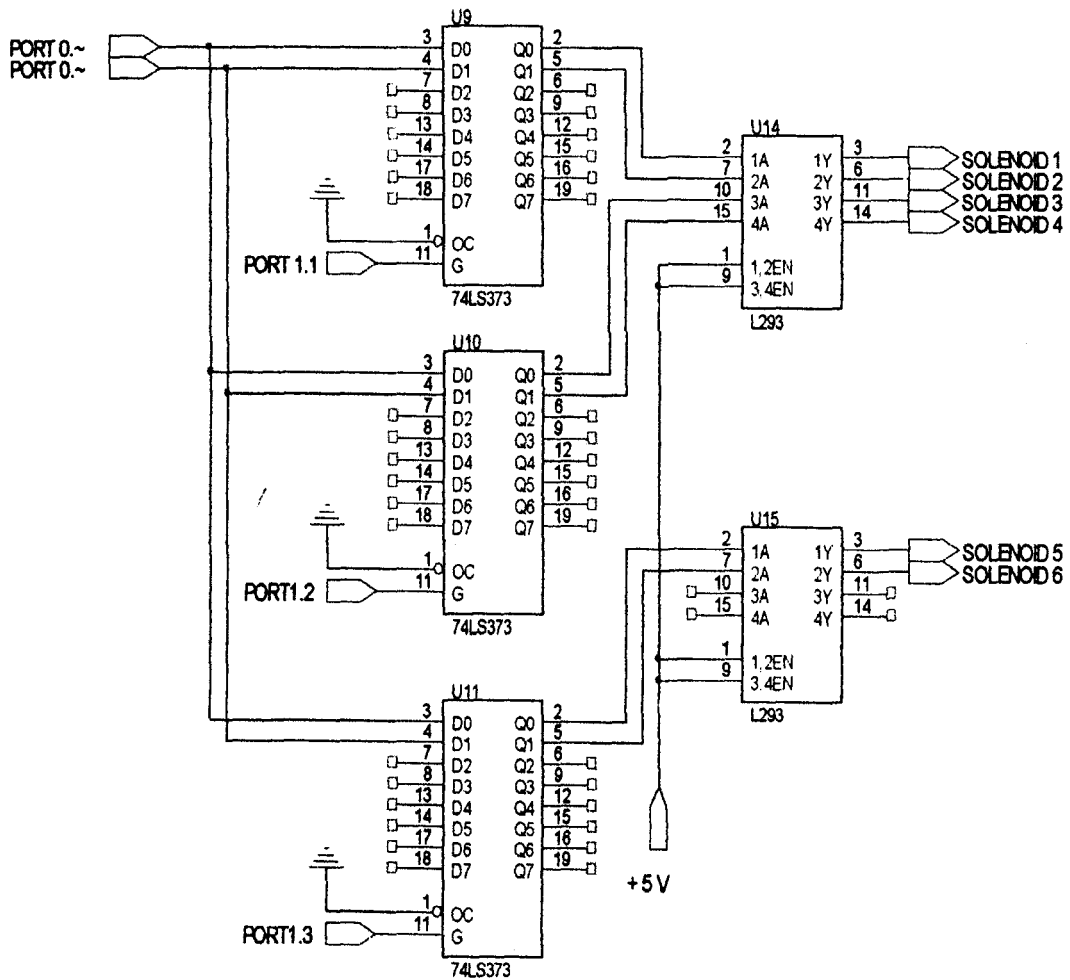 U9
PORT 0.~
PORT 0.~
3 D0 Q0 2
4 D1 Q1 5
7 D2 Q2 6
8 D3 Q3 9
13 D4 Q4 12
14 D5 Q5 15
17 D6 Q6 16
18 D7 Q7 19
1 OC
PORT 1.1 11 G
74LS373
U14
2 1A 1Y 3 SOLENOID 1
7 2A 2Y 6 SOLENOID 2
10 3A 3Y 11 SOLENOID 3
15 4A 4Y 14 SOLENOID 4
1 1,2EN
9 3,4EN
L293
U10
3 D0 Q0 2
4 D1 Q1 5
7 D2 Q2 6
8 D3 Q3 9
13 D4 Q4 12
14 D5 Q5 15
17 D6 Q6 16
18 D7 Q7 19
1 OC
PORT1.2 11 G
74LS373
U15
2 1A 1Y 3 SOLENOID 5
7 2A 2Y 6 SOLENOID 6
10 3A 3Y 11
15 4A 4Y 14
1 1,2EN
9 3,4EN
L293
U11
3 D0 Q0 2
4 D1 Q1 5
7 D2 Q2 6
8 D3 Q3 9
13 D4 Q4 12
14 D5 Q5 15
17 D6 Q6 16
18 D7 Q7 19
1 OC
PORT1.3 11 G
74LS373
+5 V